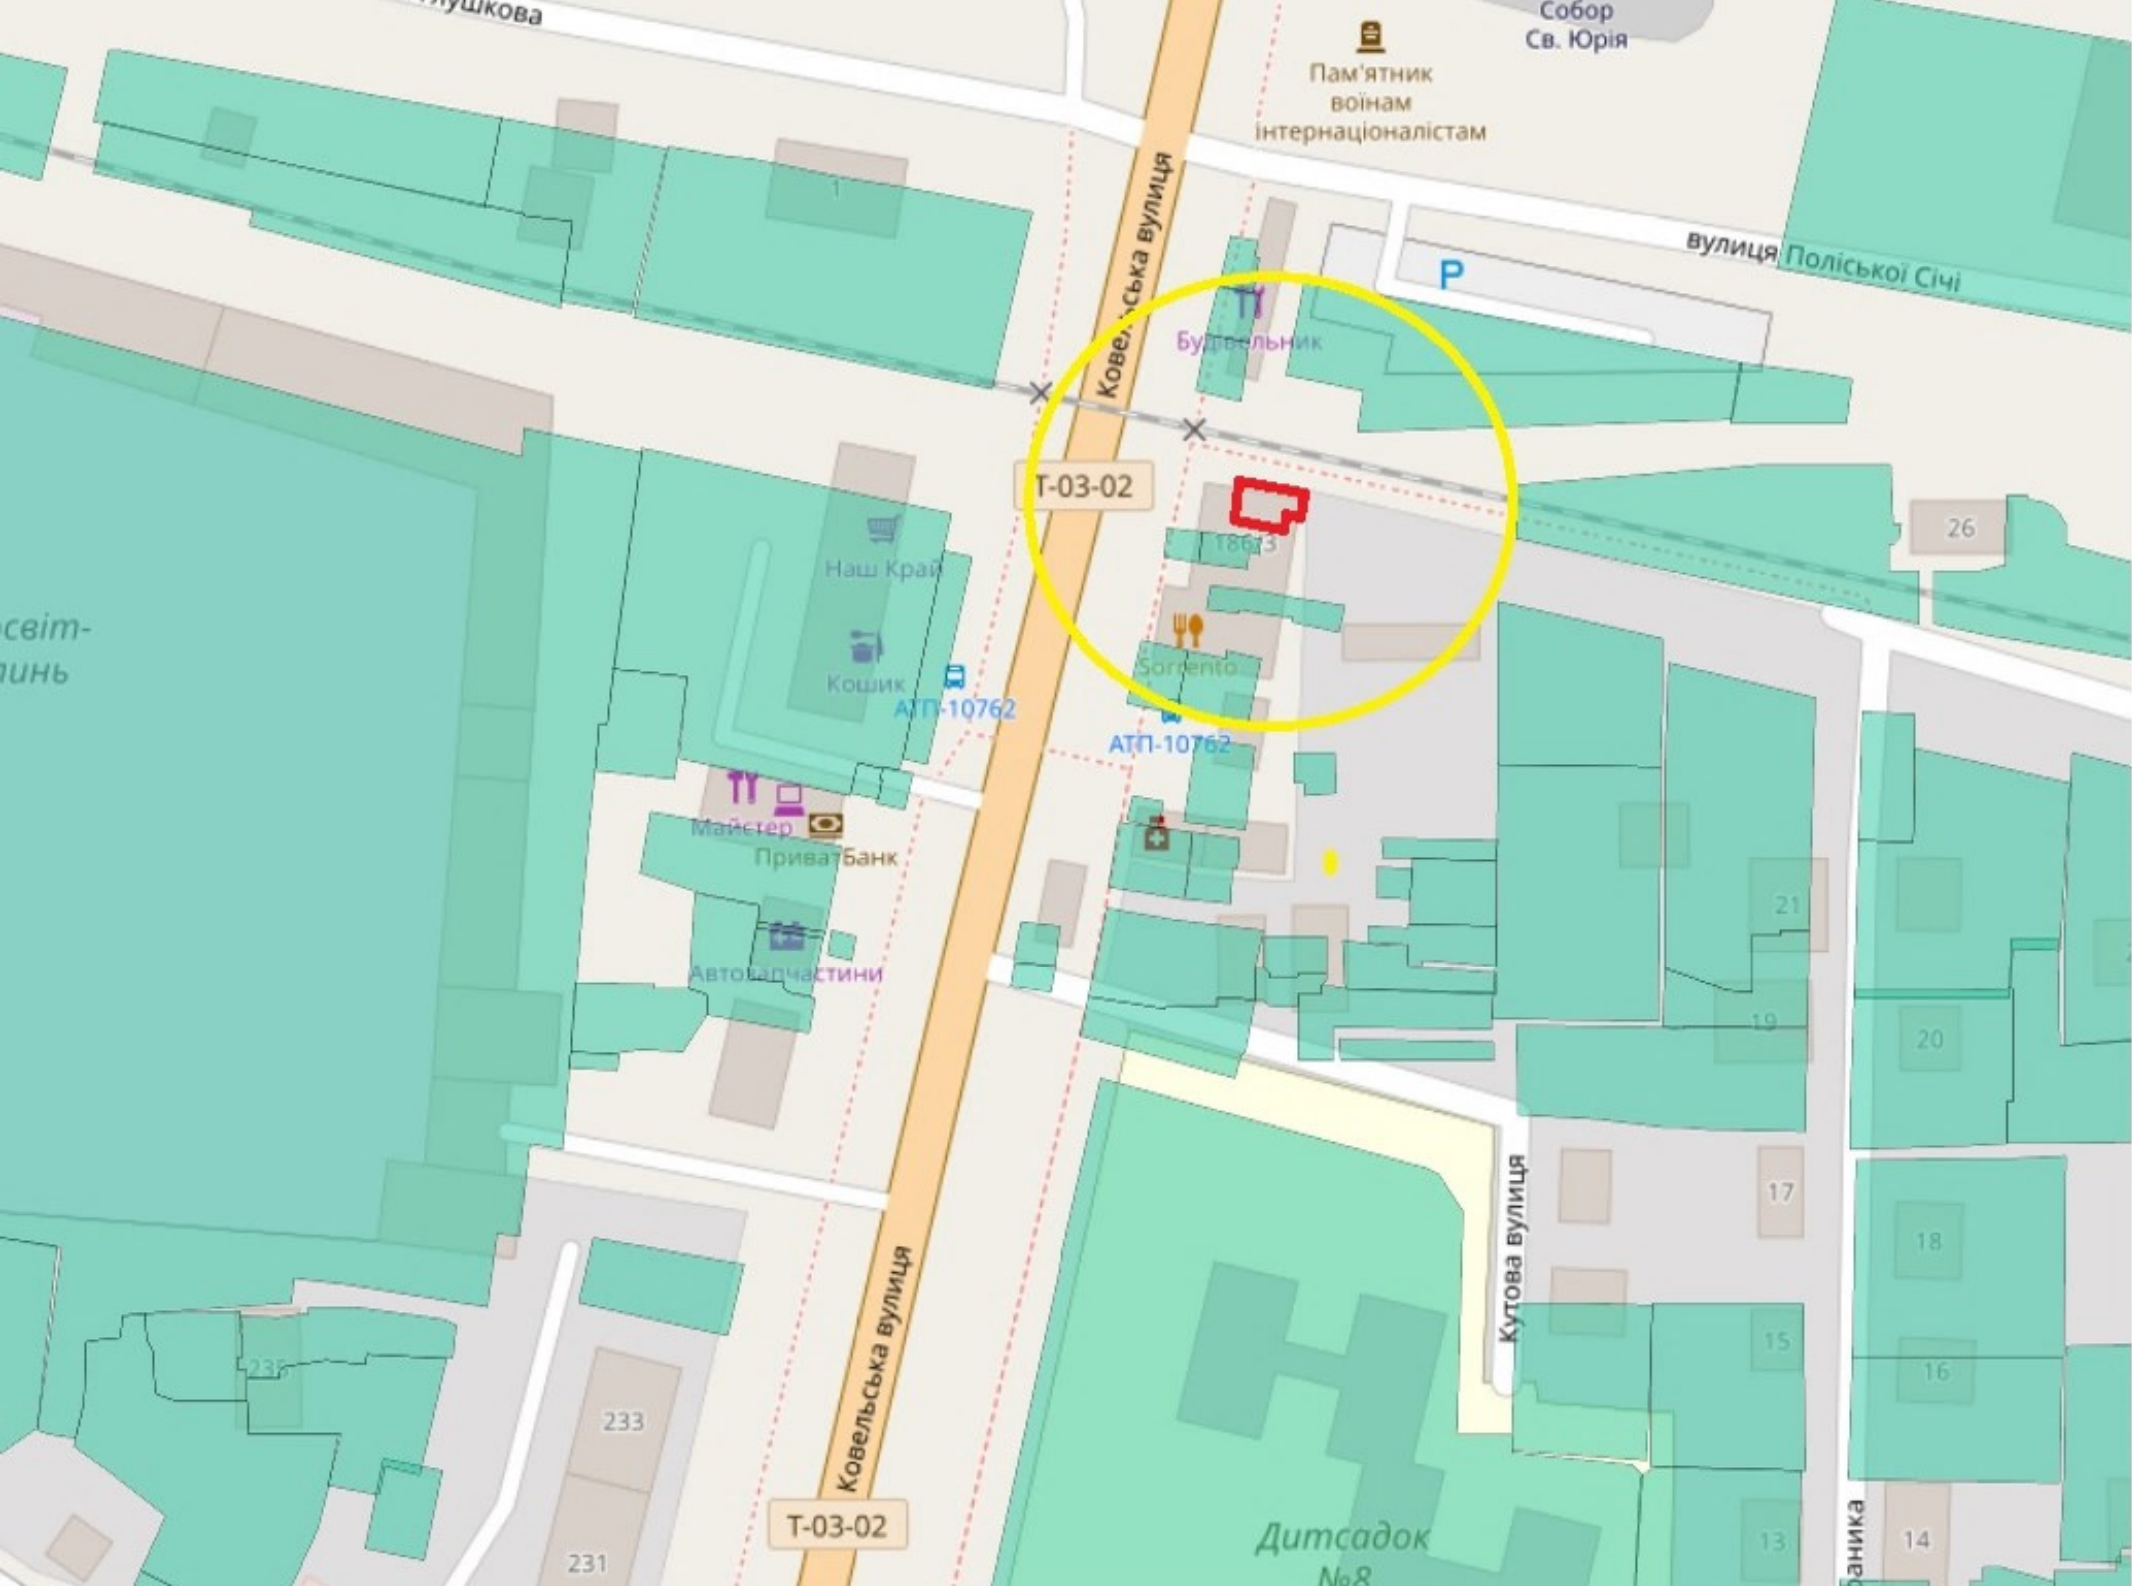 Собор
Св. Юрія
Пам'ятник
воїнам
інтернаціоналістам
1
Ковельська вулиця
вулиця Поліської Січі
P
Будівельник
Т-03-02
26
Наш Край
Sorrento
Кошик
АТП-10762
АТП-10762
Майстер
ПриватБанк
21
Автозапчастини
19
20
17
18
Кутова вулиця
15
16
233
Ковельська вулиця
Т-03-02
Дитсадок
№8
13
14
231